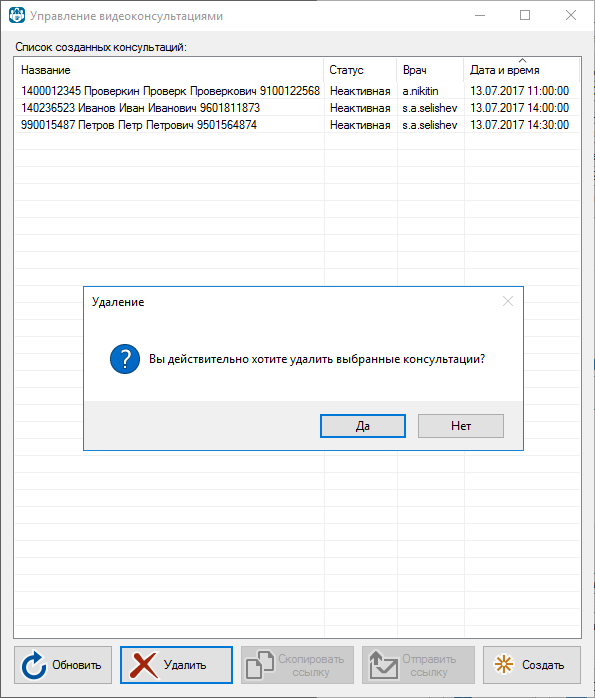 Управление видеоконсультациями
Список созданных консультаций:
Название Статус Врач Дата и время
1400012345 Проверкин Проверк Проверкович 9100122568 Неактивная a.nikitin 13.07.2017 11:00:00
140236523 Иванов Иван Иванович 9601811873 Неактивная s.a.selishev 13.07.2017 14:00:00
990015487 Петров Петр Петрович 9501564874 Неактивная s.a.selishev 13.07.2017 14:30:00
Удаление
Вы действительно хотите удалить выбранные консультации?
Да Нет
Обновить Удалить Скопировать ссылку Отправить ссылку Создать